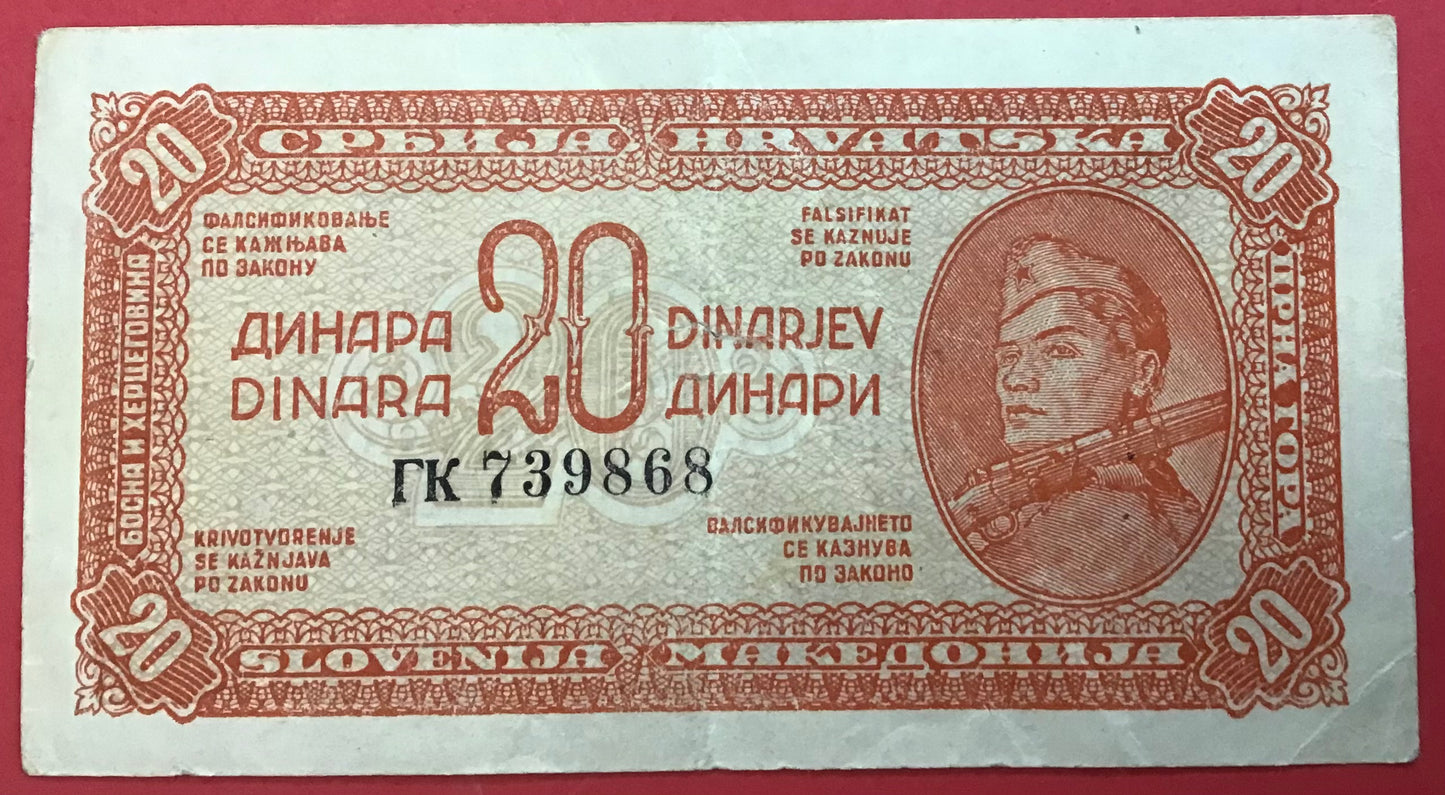 20
СРБИЈА
HRVATSKA
20
БОСНА И ХЕРЦЕГОВИНА
ФАЛСИФИКОВАЊЕ
СЕ КАЖЊАВА
ПО ЗАКОНУ
FALSIFIKAT
SE KAZNUJE
PO ZAKONU
ЦРНА ГОРА
20
ДИНАРА
DINARA
DINARJEV
ДИНАРИ
ГК 739868
KRIVOTVORENJE
SE KAŽNJAVA
PO ZAKONU
ФАЛСИФИКУВАЈНЕТО
СЕ КАЗНУВА
ПО ЗАКОНО
20
SLOVENIJA
МАКЕДОНИЈА
20